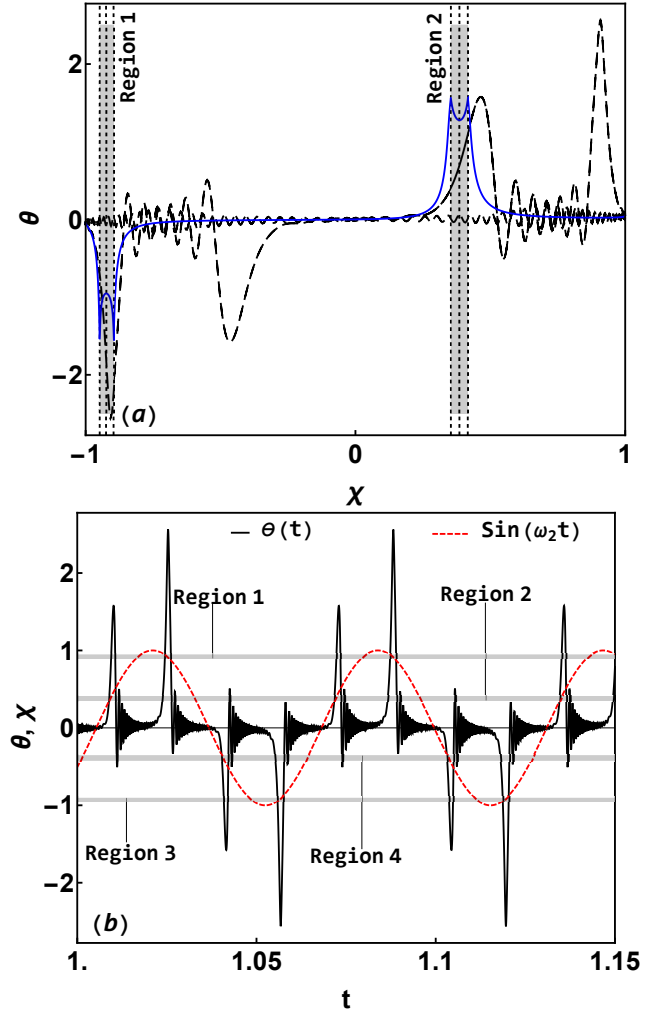 Region 1
Region 2
θ
2
0
−2
(a)
−1
0
1
χ
θ(t)
Sin(ω₂t)
Region 1
Region 2
θ, χ
2
1
0
−1
−2
Region 3
Region 4
(b)
1.
1.05
1.1
1.15
t